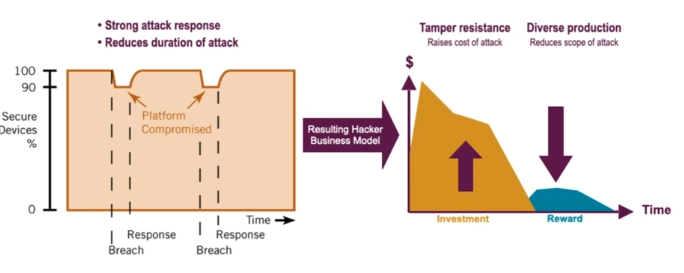 • Strong attack response
• Reduces duration of attack
100
90
Secure
Devices
%
0
Platform
Compromised
Time
Response
Response
Breach
Breach
Resulting Hacker
Business Model
Tamper resistance
Raises cost of attack
Diverse production
Reduces scope of attack
$
Time
Investment
Reward